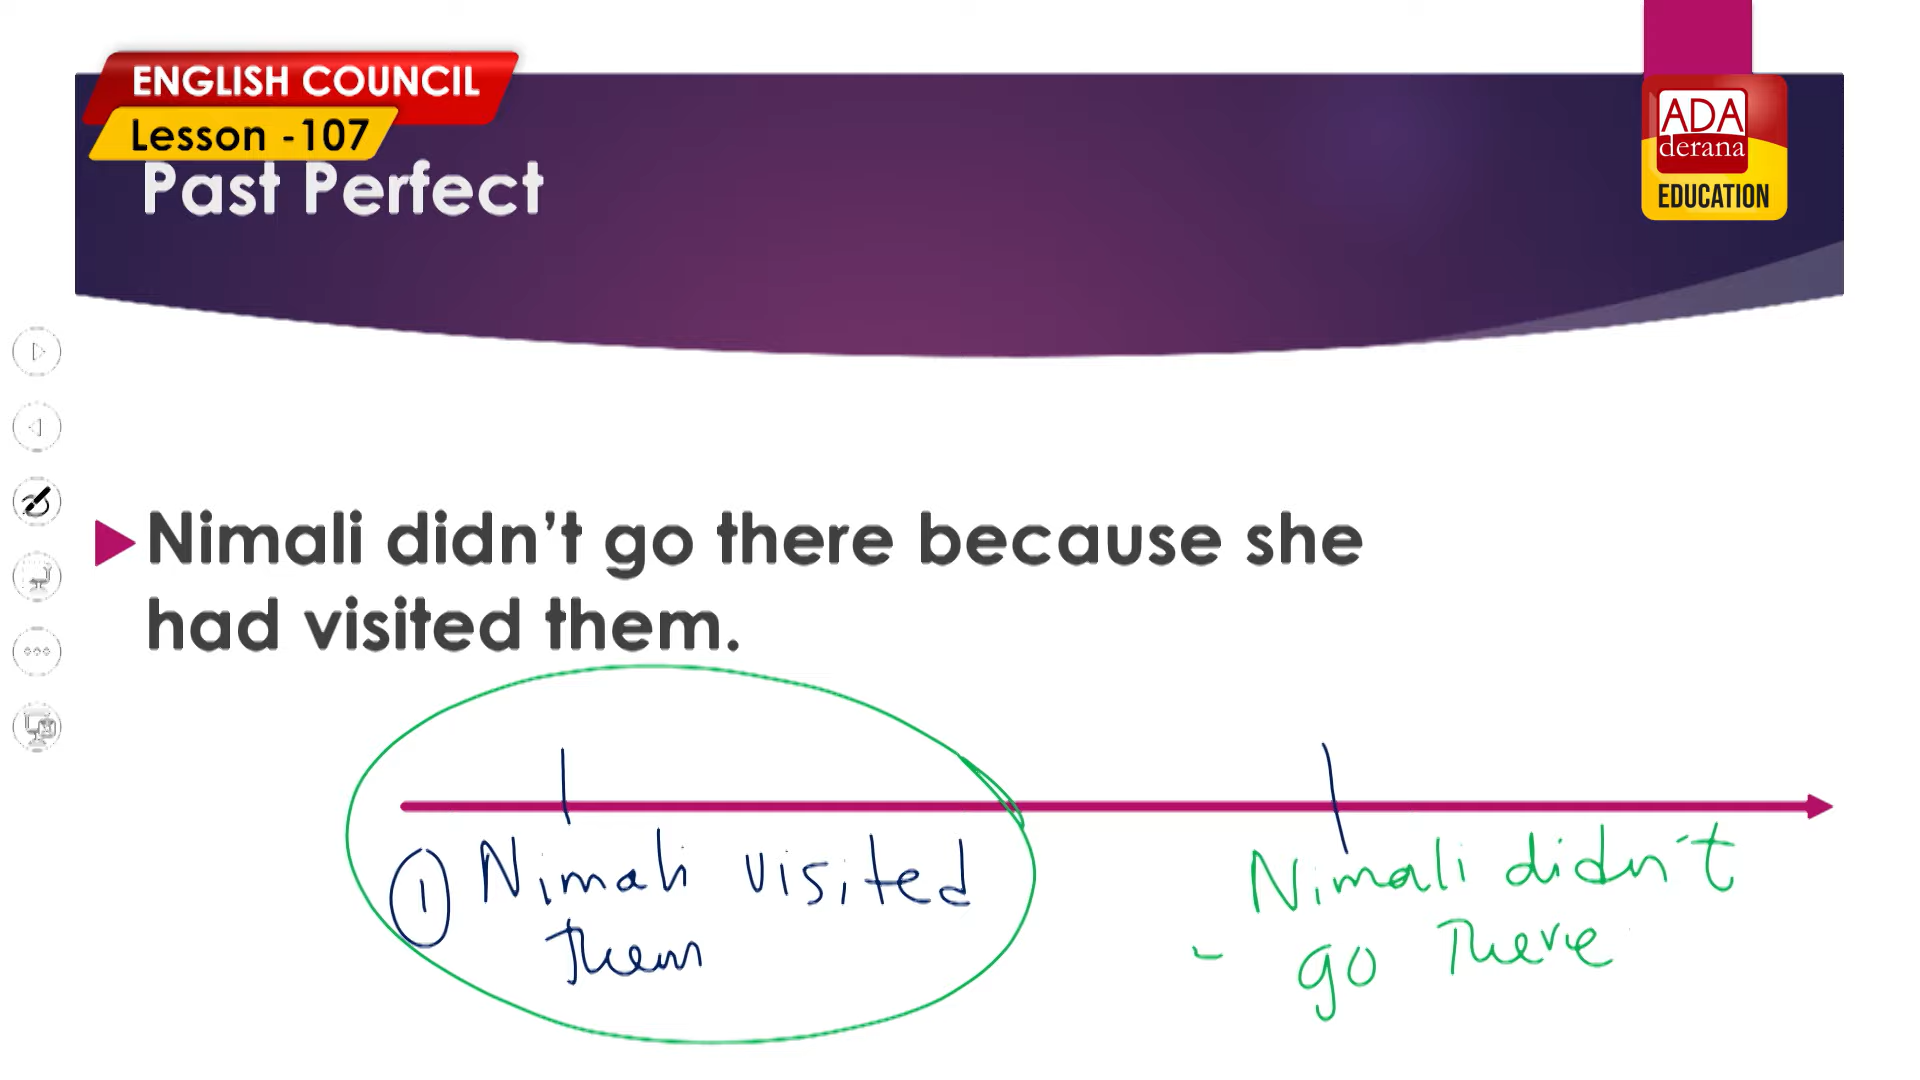 ENGLISH COUNCIL
Lesson -107
Past Perfect
ADA
derana
EDUCATION
Nimali didn't go there because she
had visited them.
① Nimali visited
them
Nimali didn't
- go there